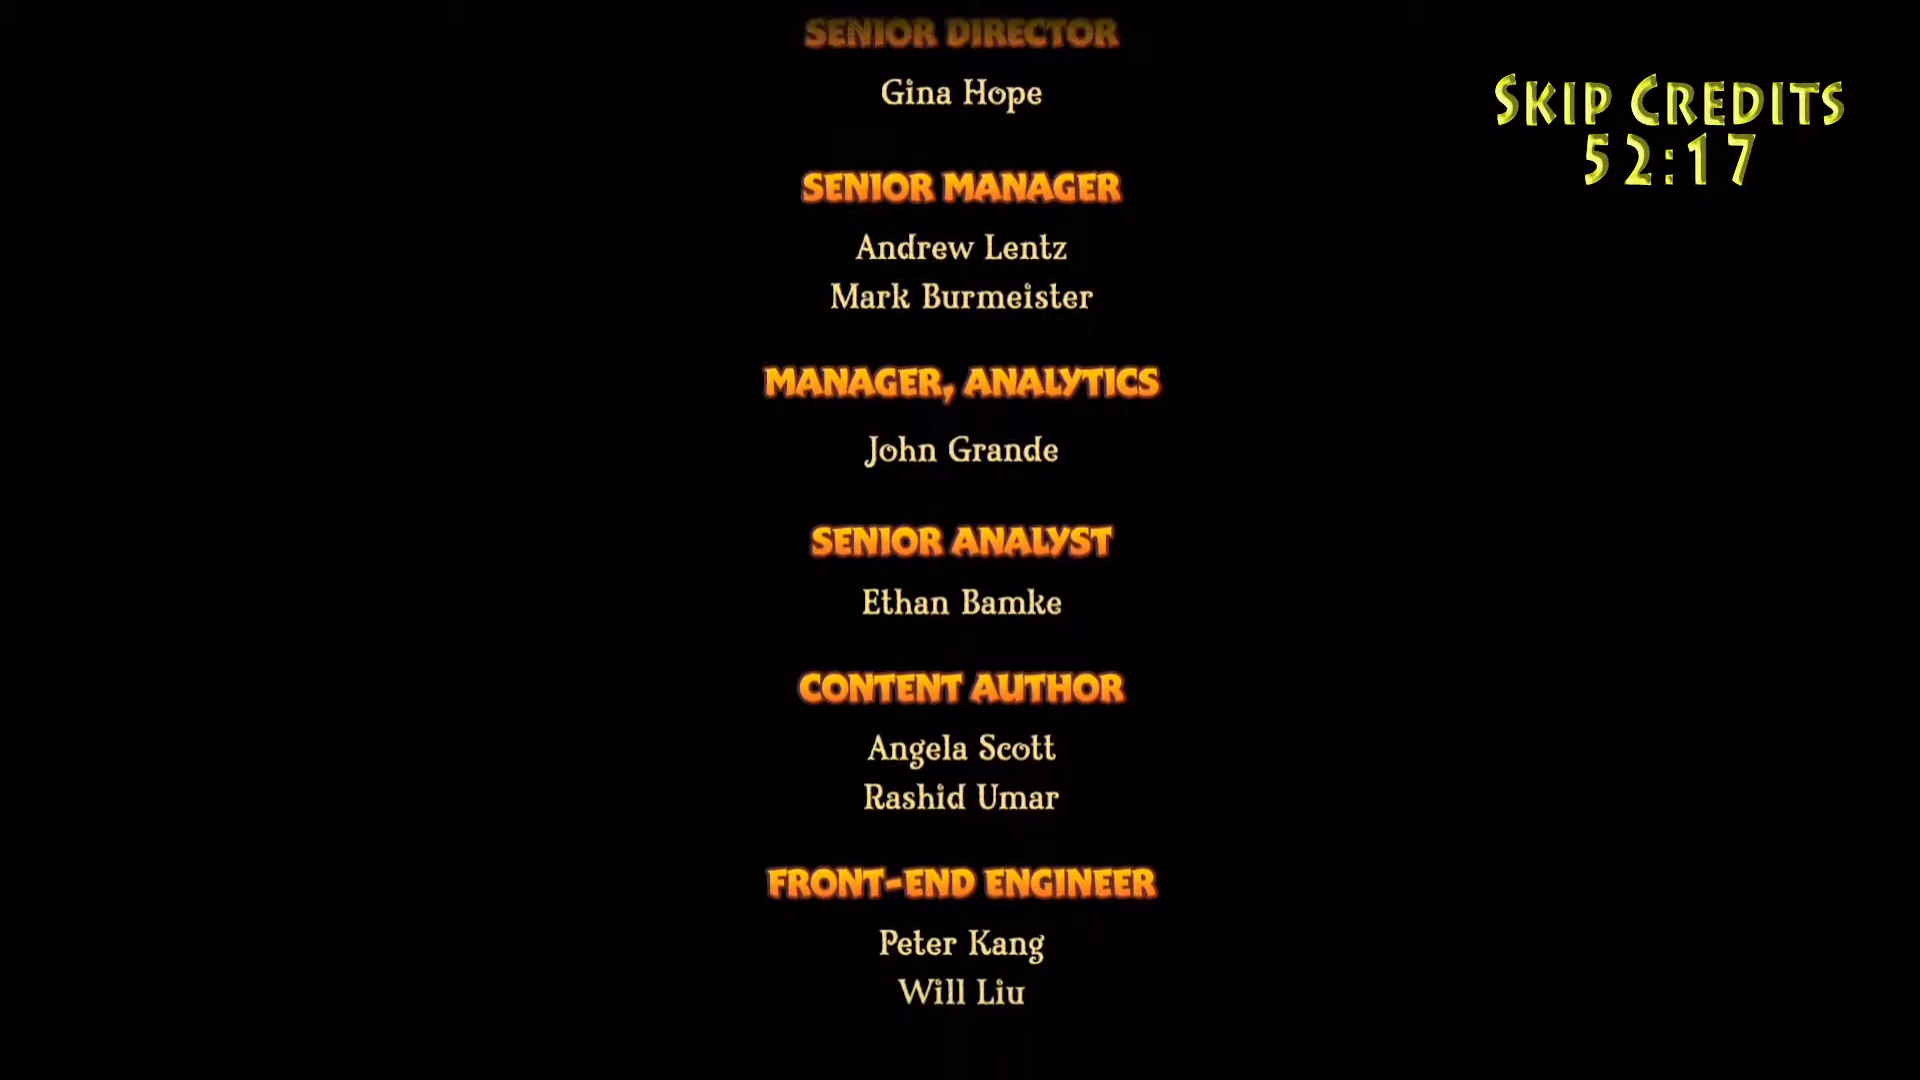 SENIOR DIRECTOR
Gina Hope
SKIP CREDITS
52:17
SENIOR MANAGER
Andrew Lentz
Mark Burmeister
MANAGER, ANALYTICS
John Grande
SENIOR ANALYST
Ethan Bamke
CONTENT AUTHOR
Angela Scott
Rashid Umar
FRONT-END ENGINEER
Peter Kang
Will Liu